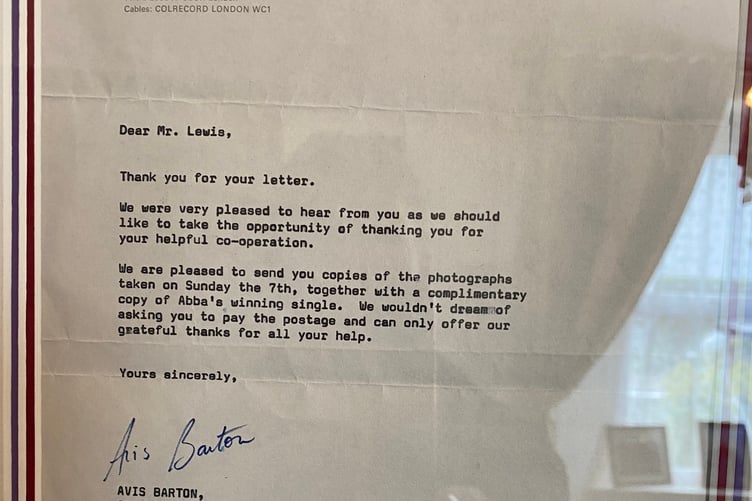 Cables: COLRECORD LONDON WC1
Dear Mr. Lewis,
Thank you for your letter.
We were very pleased to hear from you as we should
like to take the opportunity of thanking you for
your helpful co-operation.
We are pleased to send you copies of the photographs
taken on Sunday the 7th, together with a complimentary
copy of Abba's winning single. We wouldn't dream of
asking you to pay the postage and can only offer our
grateful thanks for all your help.
Yours sincerely,
Avis Barton
AVIS BARTON,